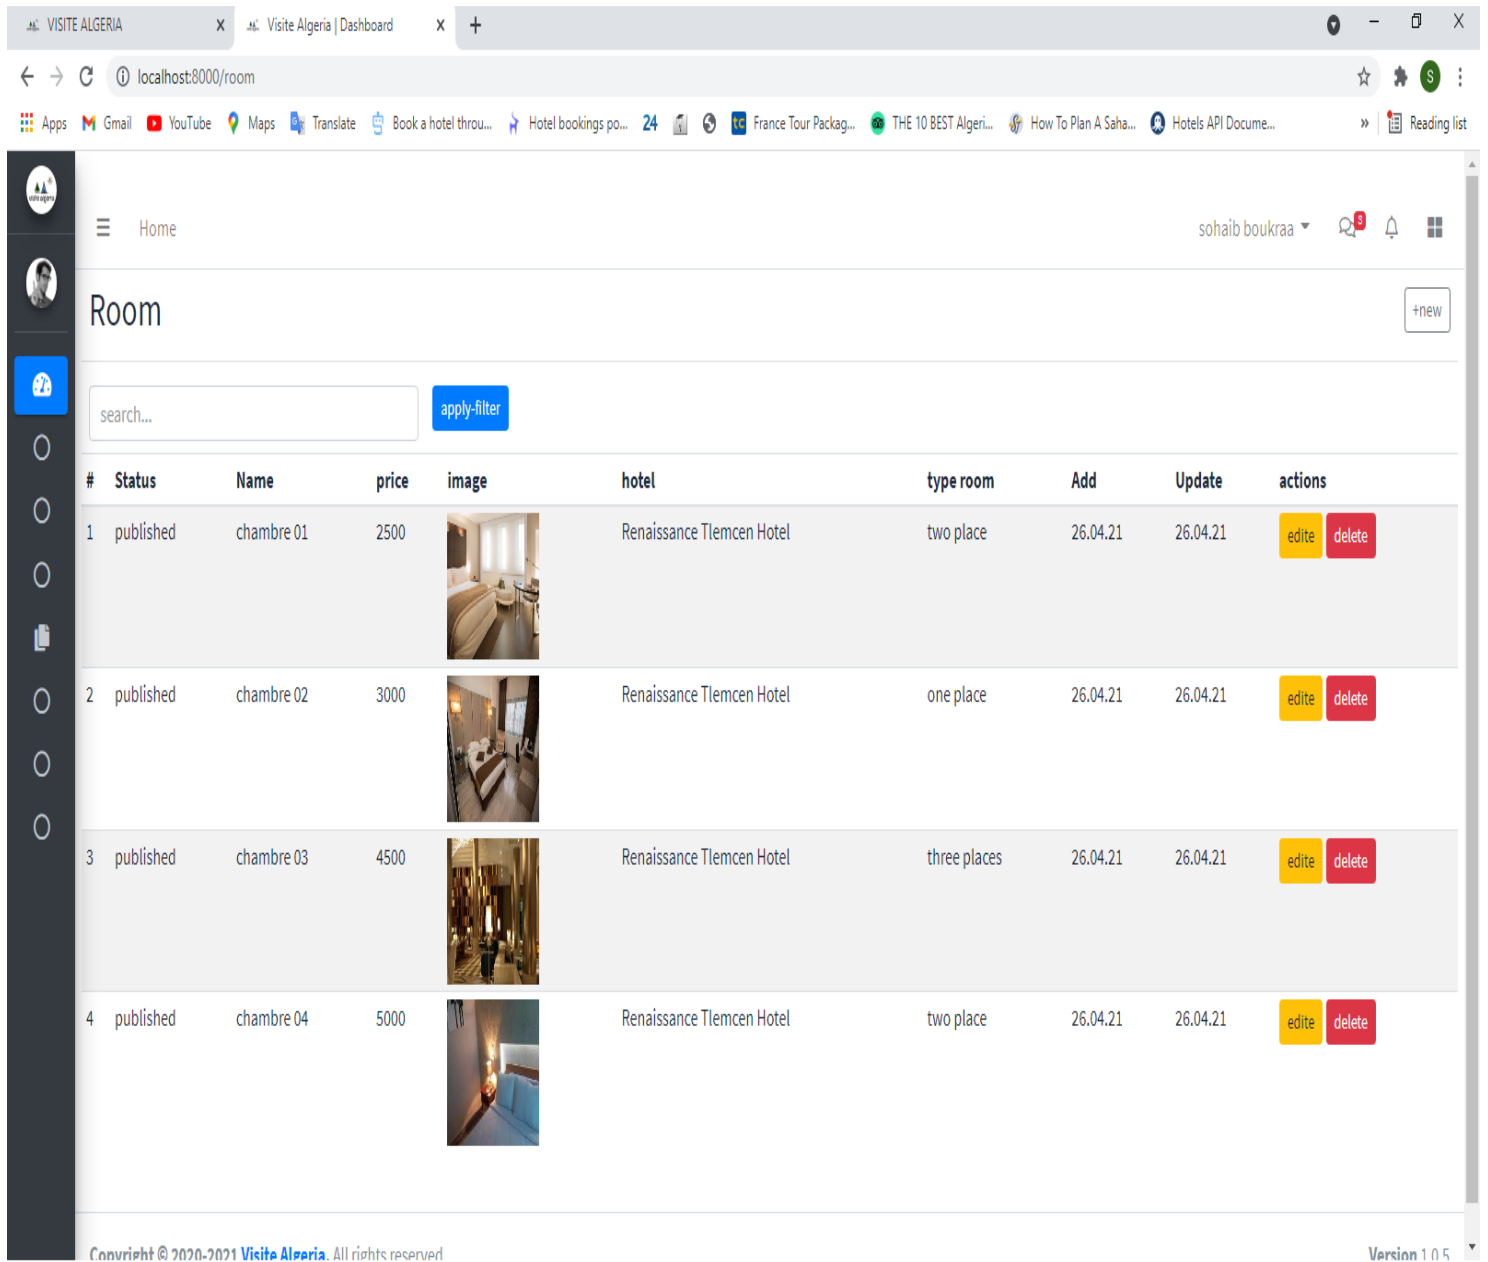 VISITE ALGERIA
Visite Algeria | Dashboard
localhost:8000/room
S
Apps Gmail YouTube Maps Translate Book a hotel throu... Hotel bookings po... 24 tc France Tour Packag... THE 10 BEST Algeri... How To Plan A Saha... Hotels API Docume... » Reading list
visite algeria
Home sohaib boukraa
Room +new
search... apply-filter
# Status Name price image hotel type room Add Update actions
1 published chambre 01 2500 Renaissance Tlemcen Hotel two place 26.04.21 26.04.21 edite delete
2 published chambre 02 3000 Renaissance Tlemcen Hotel one place 26.04.21 26.04.21 edite delete
3 published chambre 03 4500 Renaissance Tlemcen Hotel three places 26.04.21 26.04.21 edite delete
4 published chambre 04 5000 Renaissance Tlemcen Hotel two place 26.04.21 26.04.21 edite delete
Copyright © 2020-2021 Visite Algeria. All rights reserved Version 1.0.5